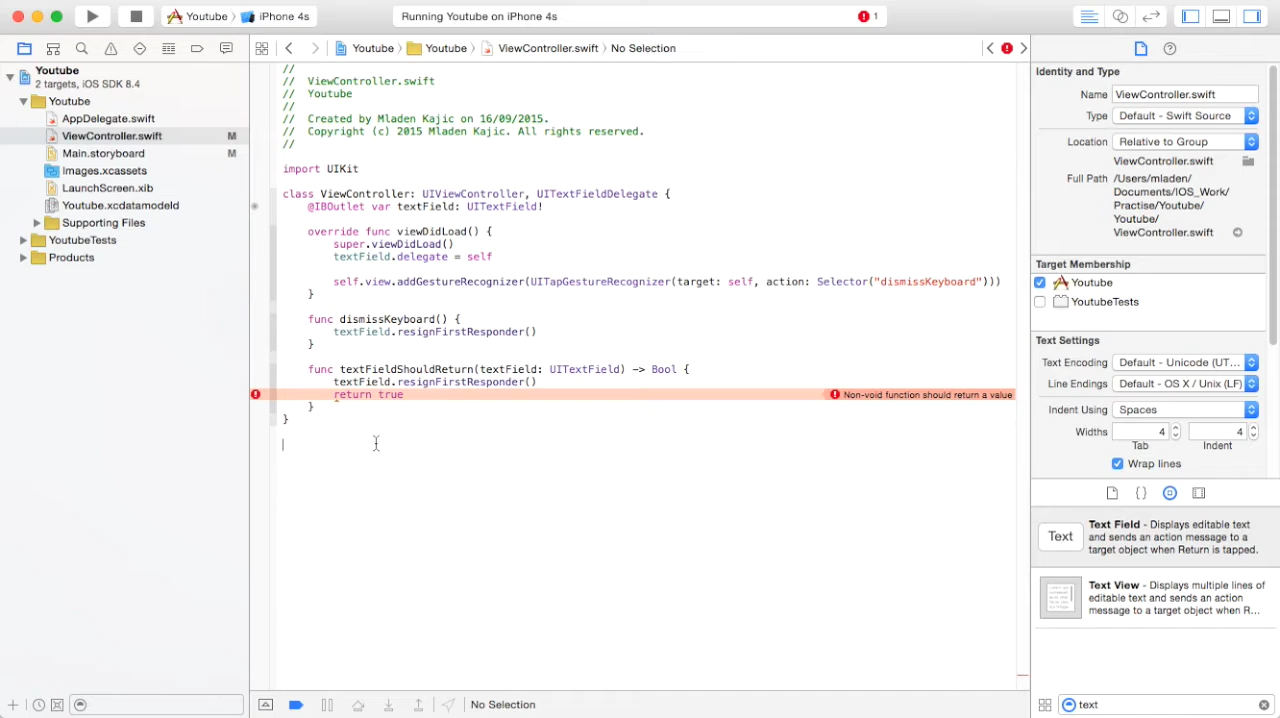 Youtube 〉 iPhone 4s
Running Youtube on iPhone 4s
1
Youtube 〉 Youtube 〉 ViewController.swift 〉 No Selection
Youtube
2 targets, iOS SDK 8.4
Youtube
AppDelegate.swift
ViewController.swift M
Main.storyboard M
Images.xcassets
LaunchScreen.xib
Youtube.xcdatamodeld
Supporting Files
YoutubeTests
Products
//
//  ViewController.swift
//  Youtube
//
//  Created by Mladen Kajic on 16/09/2015.
//  Copyright (c) 2015 Mladen Kajic. All rights reserved.
//
import UIKit
class ViewController: UIViewController, UITextFieldDelegate {
    @IBOutlet var textField: UITextField!
    override func viewDidLoad() {
        super.viewDidLoad()
        textField.delegate = self
        self.view.addGestureRecognizer(UITapGestureRecognizer(target: self, action: Selector("dismissKeyboard")))
    }
    func dismissKeyboard() {
        textField.resignFirstResponder()
    }
    func textFieldShouldReturn(textField: UITextField) -> Bool {
        textField.resignFirstResponder()
        return true Non-void function should return a value
    }
}
No Selection
Identity and Type
Name ViewController.swift
Type Default - Swift Source
Location Relative to Group
ViewController.swift
Full Path /Users/mladen/
Documents/IOS_Work/
Practise/Youtube/
Youtube/
ViewController.swift
Target Membership
Youtube
YoutubeTests
Text Settings
Text Encoding Default - Unicode (UT...
Line Endings Default - OS X / Unix (LF)
Indent Using Spaces
Widths 4 4
Tab Indent
Wrap lines
{ }
Text
Text Field - Displays editable text
and sends an action message to a
target object when Return is tapped.
Text View - Displays multiple lines of
editable text and sends an action
message to a target object when R...
text